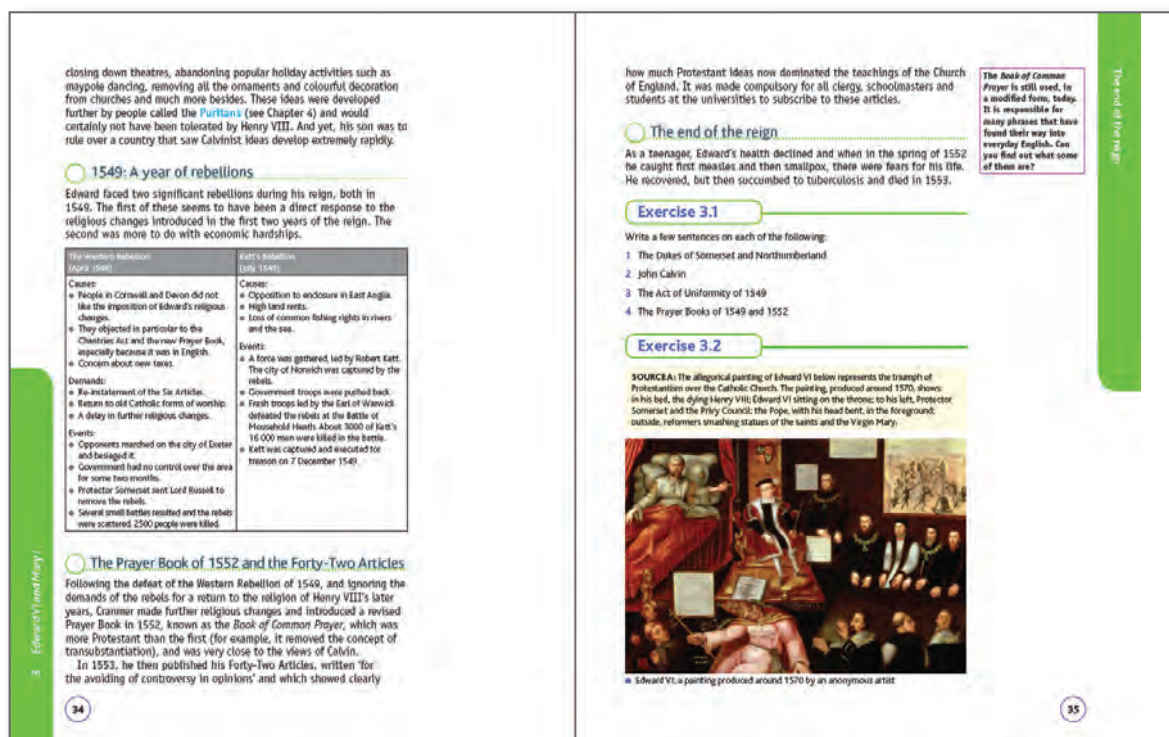 closing down theatres, abandoning popular holiday activities such as
maypole dancing, removing all the ornaments and colourful decoration
from churches and much more besides. These ideas were developed
further by people called the Puritans (see Chapter 4) and would
certainly not have been tolerated by Henry VIII. And yet, his son was to
rule over a country that saw Calvinist ideas develop extremely rapidly.
1549: A year of rebellions
Edward faced two significant rebellions during his reign, both in
1549. The first of these seems to have been a direct response to the
religious changes introduced in the first two years of the reign. The
second was more to do with economic hardships.
The Western Rebellion
(April 1549)
Causes:
● People in Cornwall and Devon did not
like the imposition of Edward's religious
changes.
● They objected in particular to the
Chantries Act and the new Prayer Book,
especially because it was in English.
● Concern about new taxes.
Demands:
● Re-instatement of the Six Articles.
● Return to old Catholic forms of worship.
● A delay in further religious changes.
Events:
● Opponents marched on the city of Exeter
and besieged it.
● Government had no control over the area
for some two months.
● Protector Somerset sent Lord Russell to
remove the rebels.
● Several small battles resulted and the rebels
were scattered. 2500 people were killed.
Kett's Rebellion
(July 1549)
Causes:
● Opposition to enclosure in East Anglia.
● High land rents.
● Loss of common fishing rights in rivers
and the sea.
Events:
● A force was gathered, led by Robert Kett.
The city of Norwich was captured by the
rebels.
● Government troops were pushed back.
● Fresh troops led by the Earl of Warwick
defeated the rebels at the Battle of
Mousehold Heath. About 3000 of Kett's
16 000 men were killed in the battle.
● Kett was captured and executed for
treason on 7 December 1549.
The Prayer Book of 1552 and the Forty-Two Articles
Following the defeat of the Western Rebellion of 1549, and ignoring the
demands of the rebels for a return to the religion of Henry VIII's later
years, Cranmer made further religious changes and introduced a revised
Prayer Book in 1552, known as the Book of Common Prayer, which was
more Protestant than the first (for example, it removed the concept of
transubstantiation), and was very close to the views of Calvin.
In 1553, he then published his Forty-Two Articles, written 'for
the avoiding of controversy in opinions' and which showed clearly
3 Edward VI and Mary I
34
how much Protestant ideas now dominated the teachings of the Church
of England. It was made compulsory for all clergy, schoolmasters and
students at the universities to subscribe to these articles.
The end of the reign
As a teenager, Edward's health declined and when in the spring of 1552
he caught first measles and then smallpox, there were fears for his life.
He recovered, but then succumbed to tuberculosis and died in 1553.
The Book of Common
Prayer is still used, in
a modified form, today.
It is responsible for
many phrases that have
found their way into
everyday English. Can
you find out what some
of them are?
The end of the reign
Exercise 3.1
Write a few sentences on each of the following:
1 The Dukes of Somerset and Northumberland
2 John Calvin
3 The Act of Uniformity of 1549
4 The Prayer Books of 1549 and 1552
Exercise 3.2
SOURCE A: The allegorical painting of Edward VI below represents the triumph of
Protestantism over the Catholic Church. The painting, produced around 1570, shows:
in his bed, the dying Henry VIII; Edward VI sitting on the throne; to his left, Protector
Somerset and the Privy Council; the Pope, with his head bent, in the foreground;
outside, reformers smashing statues of the saints and the Virgin Mary.
■ Edward VI: a painting produced around 1570 by an anonymous artist
35